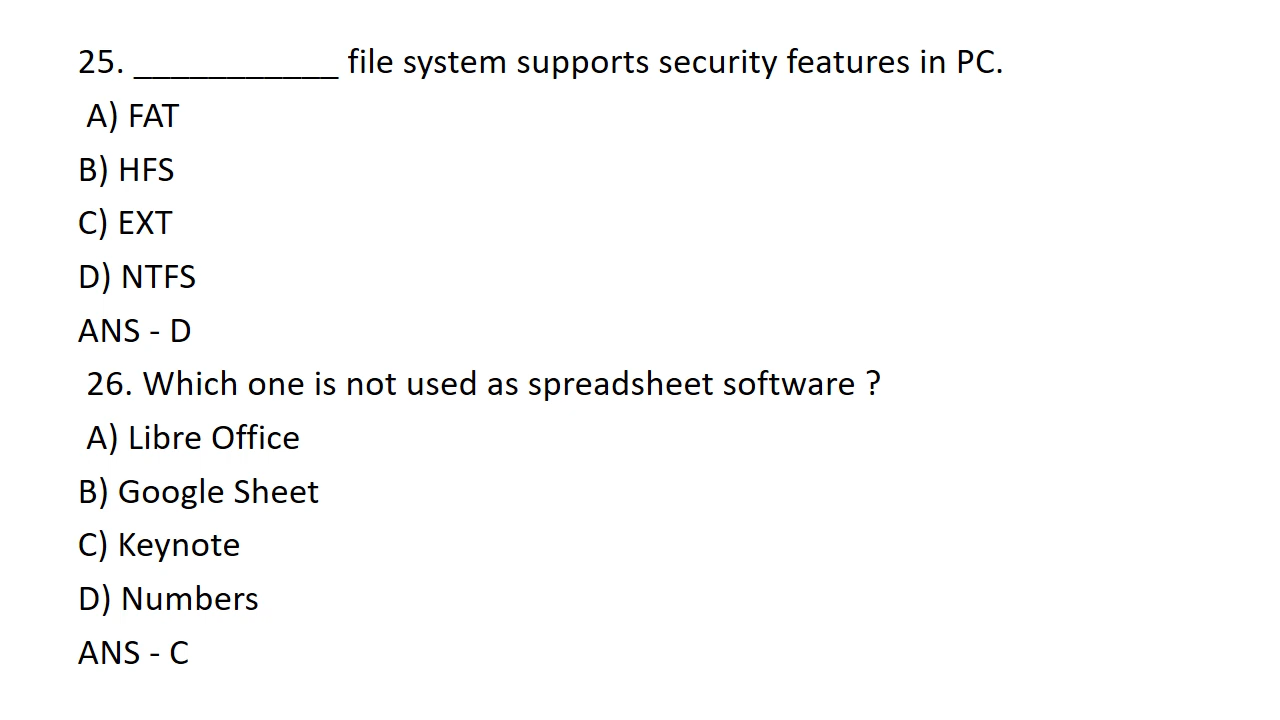 25. ___________ file system supports security features in PC.
A) FAT
B) HFS
C) EXT
D) NTFS
ANS - D
26. Which one is not used as spreadsheet software ?
A) Libre Office
B) Google Sheet
C) Keynote
D) Numbers
ANS - C